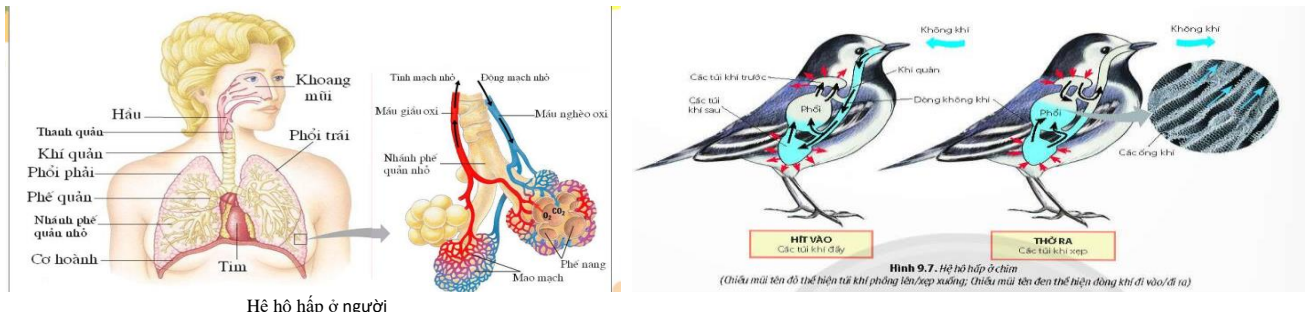 Khoang
mũi
Hầu
Thanh quản
Khí quản
Phổi trái
Phổi phải
Phế quản
Nhánh phế
quản nhỏ
Cơ hoành
Tim
Tĩnh mạch nhỏ
Động mạch nhỏ
Máu giầu oxi
Máu nghèo oxi
Nhánh phế
quản nhỏ
O₂
CO₂
Phế nang
Mao mạch
Hệ hô hấp ở người
Không khí
Các túi khí trước
Khí quản
Các túi
khí sau
Phổi
Dòng không khí
HÍT VÀO
Các túi khí đầy
Không khí
Phổi
Các ống khí
THỞ RA
Các túi khí xẹp
Hình 9.7. Hệ hô hấp ở chim
(Chiều mũi tên đỏ thể hiện túi khí phồng lên/xẹp xuống; Chiều mũi tên đen thể hiện dòng khí đi vào/đi ra)